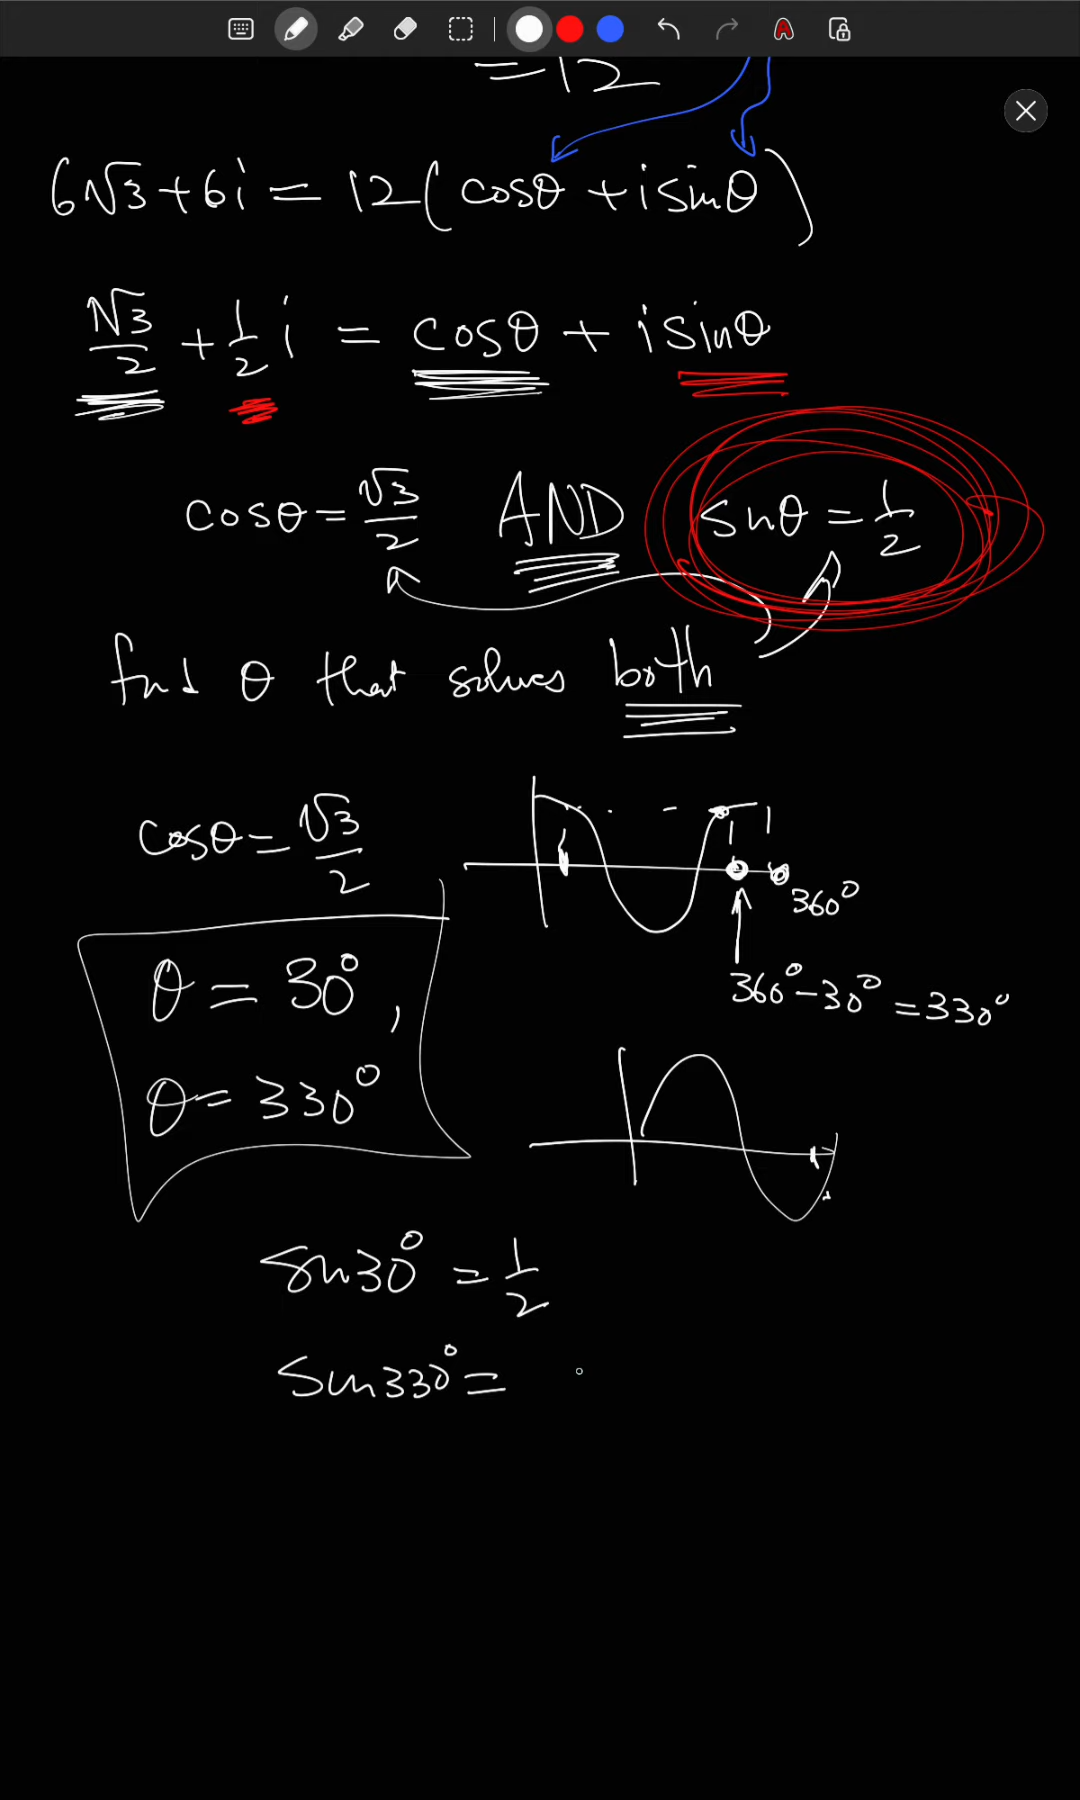 =12
6√3+6i = 12(cosθ +isinθ)
√3/2 + 1/2 i = cosθ + isinθ
cosθ=√3/2 AND sinθ = 1/2
find θ that solves both
cosθ=√3/2
360°
θ = 30°,
360°-30° =330°
θ= 330°
Sin30° = 1/2
Sin330° =